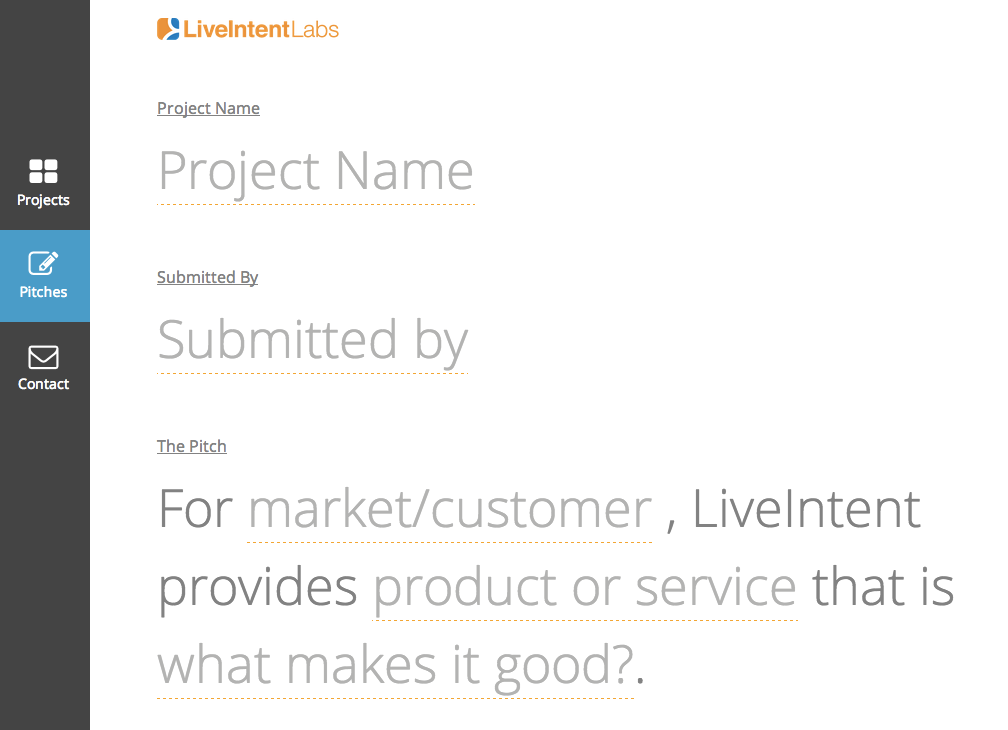 LiveIntentLabs
Project Name
Project Name
Projects
Submitted By
Pitches
Submitted by
Contact
The Pitch
For market/customer , LiveIntent
provides product or service that is
what makes it good?.